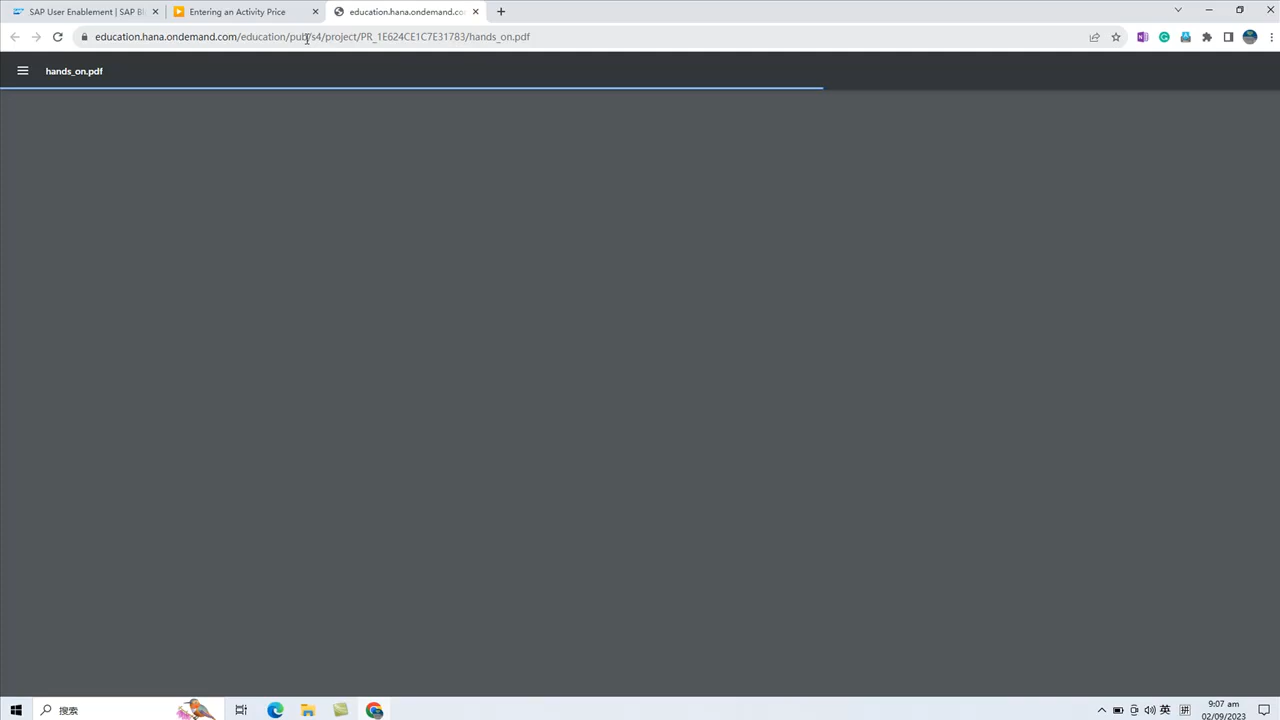 SAP User Enablement | SAP Bl
Entering an Activity Price
education.hana.ondemand.co
education.hana.ondemand.com/education/pub/s4/project/PR_1E624CE1C7E31783/hands_on.pdf
hands_on.pdf
搜索
英
拼
9:07 am
02/09/2023